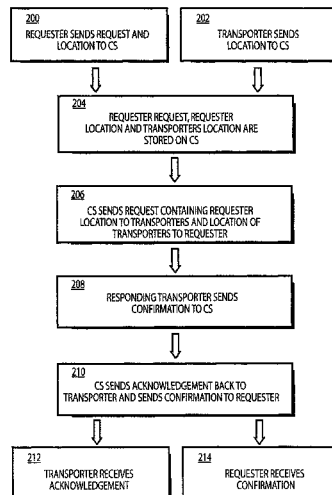 200
REQUESTER SENDS REQUEST AND
LOCATION TO CS
202
TRANSPORTER SENDS
LOCATION TO CS
204
REQUESTER REQUEST, REQUESTER
LOCATION AND TRANSPORTERS LOCATION ARE
STORED ON CS
206
CS SENDS REQUEST CONTAINING REQUESTER
LOCATION TO TRANSPORTERS AND LOCATION OF
TRANSPORTERS TO REQUESTER
208
RESPONDING TRANSPORTER SENDS
CONFIRMATION TO CS
210
CS SENDS ACKNOWLEDGEMENT BACK TO
TRANSPORTER AND SENDS CONFIRMATION TO REQUESTER
212
TRANSPORTER RECEIVES
ACKNOWLEDGEMENT
214
REQUESTER RECEIVES
CONFIRMATION